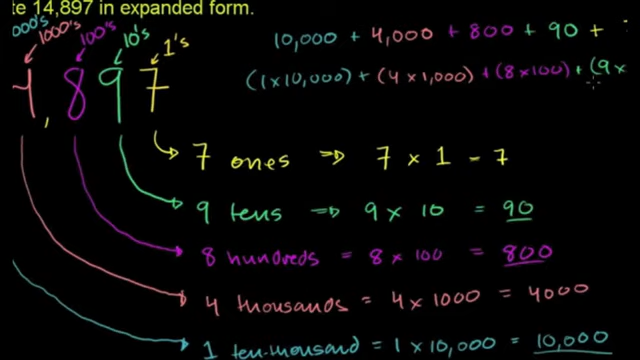 te 14,897 in expanded form.
000's 1000's 100's 10's 1's
10,000 + 4,000 + 800 + 90 +
4,897
(1×10,000) + (4×1,000) + (8×100) + (9×
7 ones ⇒ 7 × 1 = 7
9 tens ⇒ 9 × 10 = 90
8 hundreds = 8 × 100 = 800
4 thousands = 4 × 1000 = 4000
1 ten-thousand = 1 × 10,000 = 10,000